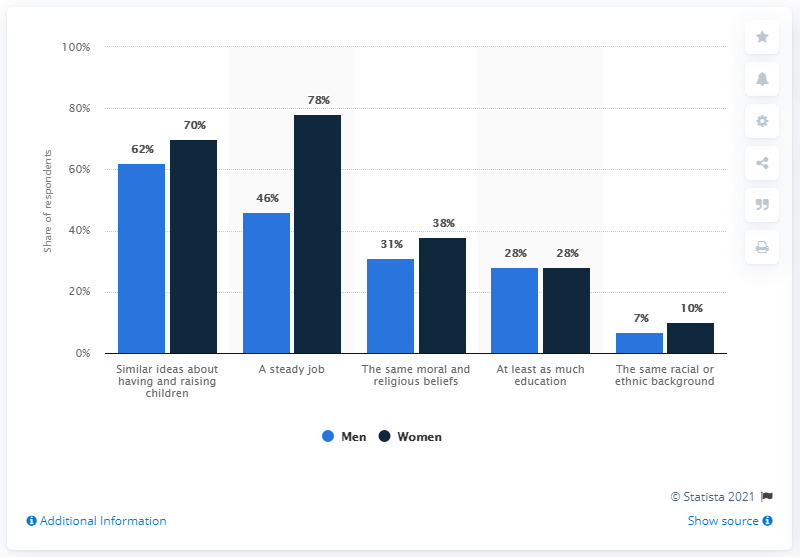 100%
80%
60%
40%
20%
0%
Share of respondents
62%
70%
46%
78%
31%
38%
28%
28%
7%
10%
Similar ideas about
having and raising
children
A steady job
The same moral and
religious beliefs
At least as much
education
The same racial or
ethnic background
Men
Women
© Statista 2021
Additional Information
Show source